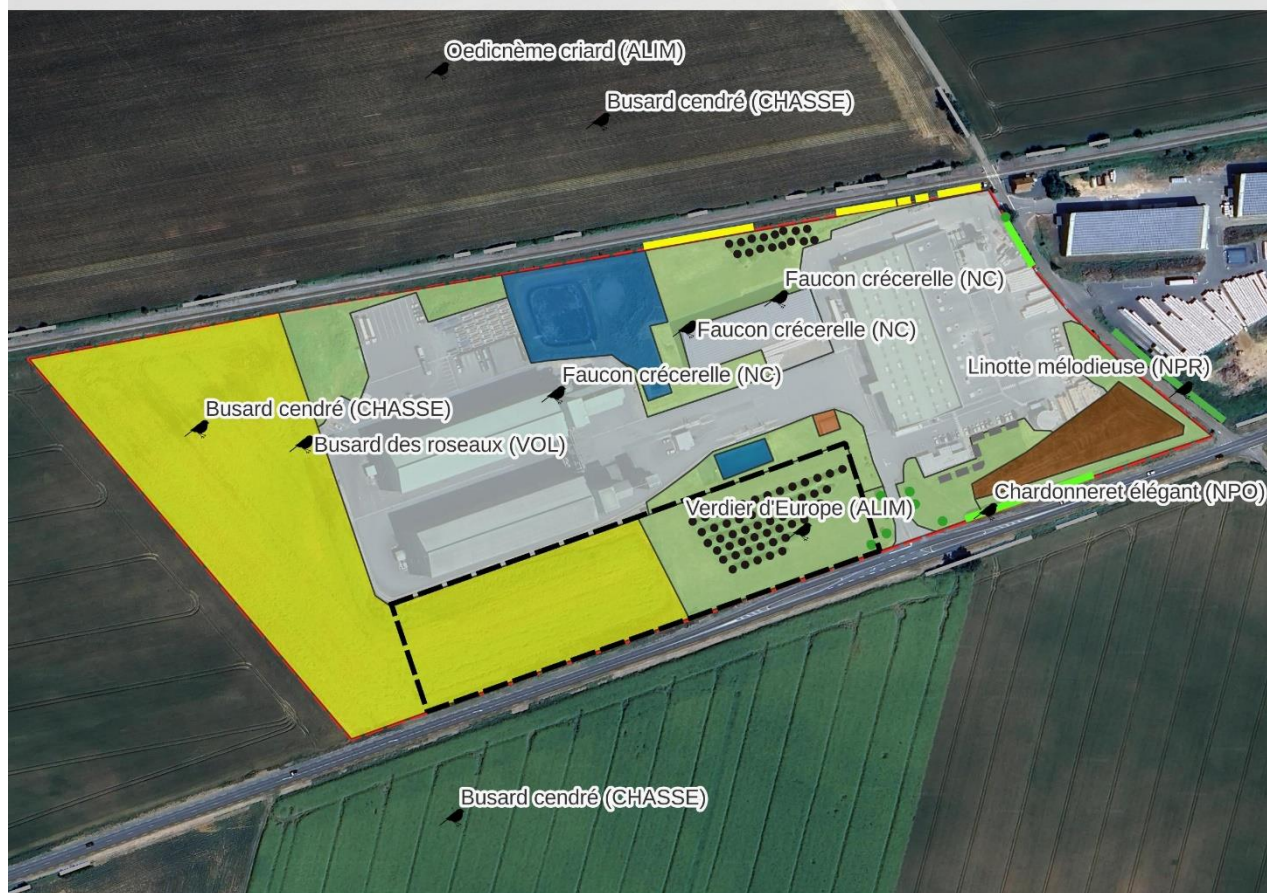 Oedicnème criard (ALIM)
Busard cendré (CHASSE)
Faucon crécerelle (NC)
Faucon crécerelle (NC)
Linotte mélodieuse (NPR)
Faucon crécerelle (NC)
Busard cendré (CHASSE)
Busard des roseaux (VOL)
Chardonneret élégant (NPO)
Verdier d'Europe (ALIM)
Busard cendré (CHASSE)